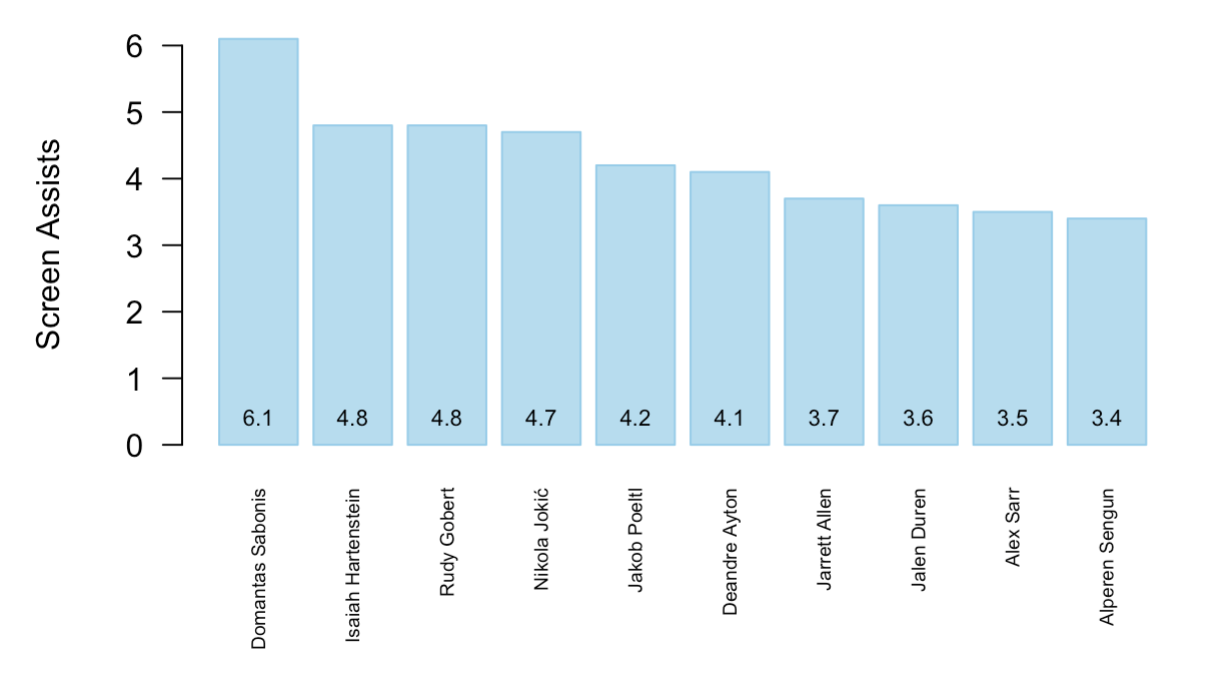 Screen Assists
6
5
4
3
2
1
0
6.1
4.8
4.8
4.7
4.2
4.1
3.7
3.6
3.5
3.4
Domantas Sabonis
Isaiah Hartenstein
Rudy Gobert
Nikola Jokić
Jakob Poeltl
Deandre Ayton
Jarrett Allen
Jalen Duren
Alex Sarr
Alperen Sengun